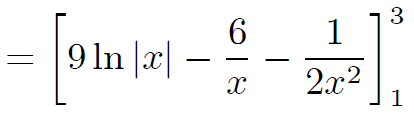 = [9 ln |x| − 6/x − 1/(2x²)]₁³